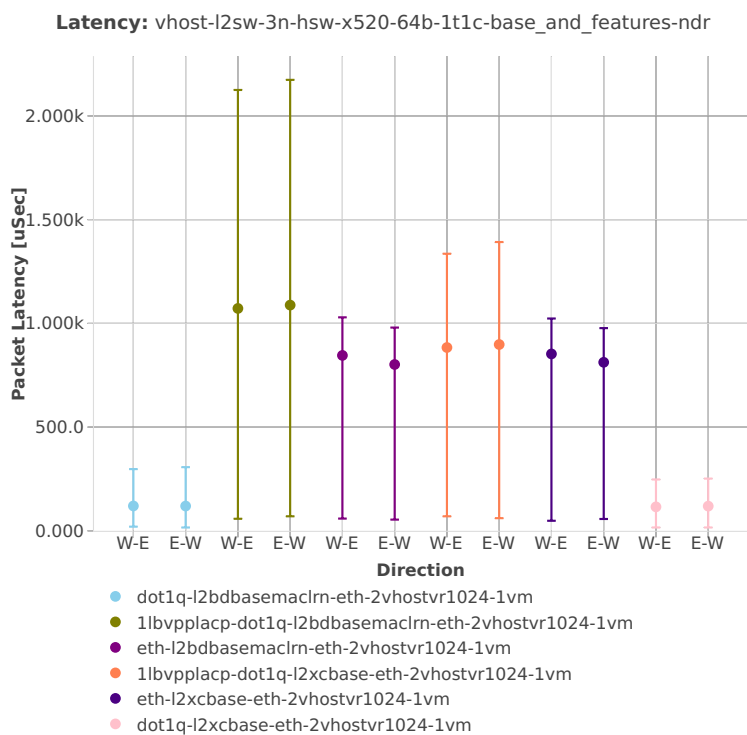 Latency: vhost-l2sw-3n-hsw-x520-64b-1t1c-base_and_features-ndr
2.000k
1.500k
1.000k
500.0
0.000
Packet Latency [uSec]
W-E E-W W-E E-W W-E E-W W-E E-W W-E E-W W-E E-W
Direction
dot1q-l2bdbasemaclrn-eth-2vhostvr1024-1vm
1lbvpplacp-dot1q-l2bdbasemaclrn-eth-2vhostvr1024-1vm
eth-l2bdbasemaclrn-eth-2vhostvr1024-1vm
1lbvpplacp-dot1q-l2xcbase-eth-2vhostvr1024-1vm
eth-l2xcbase-eth-2vhostvr1024-1vm
dot1q-l2xcbase-eth-2vhostvr1024-1vm